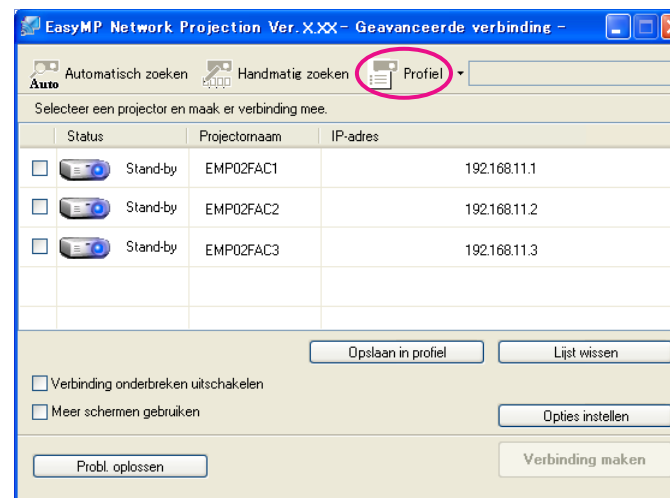 EasyMP Network Projection Ver. X.XX - Geavanceerde verbinding -
Auto Automatisch zoeken Handmatig zoeken Profiel
Selecteer een projector en maak er verbinding mee.
Status Projectornaam IP-adres
Stand-by EMP02FAC1 192.168.11.1
Stand-by EMP02FAC2 192.168.11.2
Stand-by EMP02FAC3 192.168.11.3
Opslaan in profiel Lijst wissen
Verbinding onderbreken uitschakelen
Meer schermen gebruiken
Opties instellen
Probl. oplossen Verbinding maken